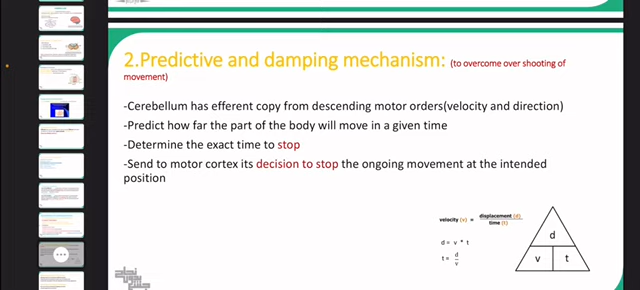 2.Predictive and damping mechanism: (to overcome over shooting of
movement)
-Cerebellum has efferent copy from descending motor orders(velocity and direction)
-Predict how far the part of the body will move in a given time
-Determine the exact time to stop
-Send to motor cortex its decision to stop the ongoing movement at the intended
position
velocity (v) = displacement (d)
time (t)
d = v * t
t = d
v
d
v t